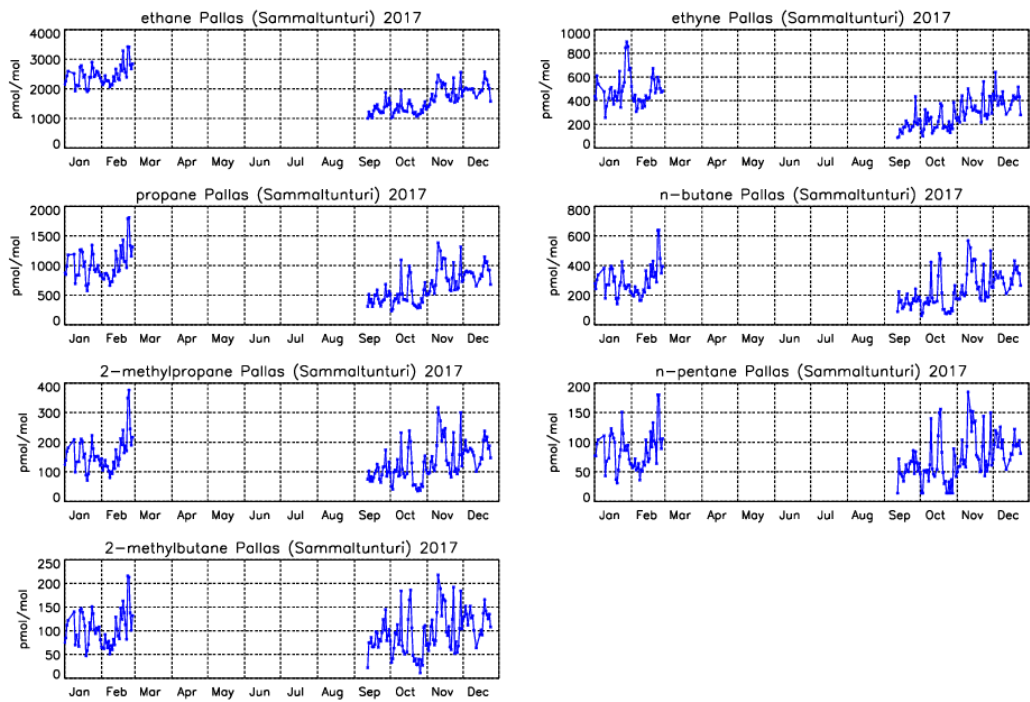 ethane Pallas (Sammaltunturi) 2017
4000
3000
2000
1000
0
pmol/mol
Jan Feb Mar Apr May Jun Jul Aug Sep Oct Nov Dec
ethyne Pallas (Sammaltunturi) 2017
1000
800
600
400
200
0
pmol/mol
Jan Feb Mar Apr May Jun Jul Aug Sep Oct Nov Dec
propane Pallas (Sammaltunturi) 2017
2000
1500
1000
500
0
pmol/mol
Jan Feb Mar Apr May Jun Jul Aug Sep Oct Nov Dec
n-butane Pallas (Sammaltunturi) 2017
800
600
400
200
0
pmol/mol
Jan Feb Mar Apr May Jun Jul Aug Sep Oct Nov Dec
2-methylpropane Pallas (Sammaltunturi) 2017
400
300
200
100
0
pmol/mol
Jan Feb Mar Apr May Jun Jul Aug Sep Oct Nov Dec
n-pentane Pallas (Sammaltunturi) 2017
200
150
100
50
0
pmol/mol
Jan Feb Mar Apr May Jun Jul Aug Sep Oct Nov Dec
2-methylbutane Pallas (Sammaltunturi) 2017
250
200
150
100
50
0
pmol/mol
Jan Feb Mar Apr May Jun Jul Aug Sep Oct Nov Dec